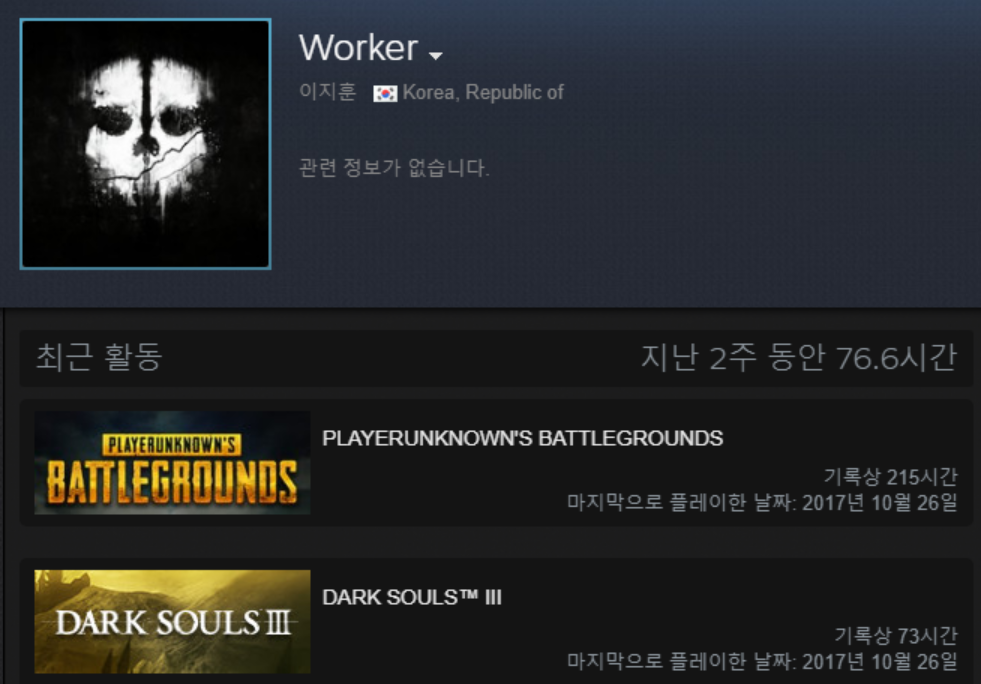 Worker
이지훈 Korea, Republic of
관련 정보가 없습니다.
최근 활동 지난 2주 동안 76.6시간
PLAYERUNKNOWN'S
BATTLEGROUNDS
PLAYERUNKNOWN'S BATTLEGROUNDS
기록상 215시간
마지막으로 플레이한 날짜: 2017년 10월 26일
DARK SOULS III
DARK SOULS™ III
기록상 73시간
마지막으로 플레이한 날짜: 2017년 10월 26일